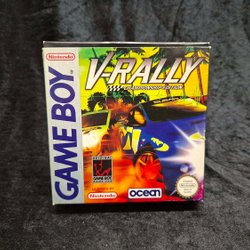 Nintendo
GAME BOY
V-RALLY
CHAMPIONSHIP EDITION
Nintendo
ocean